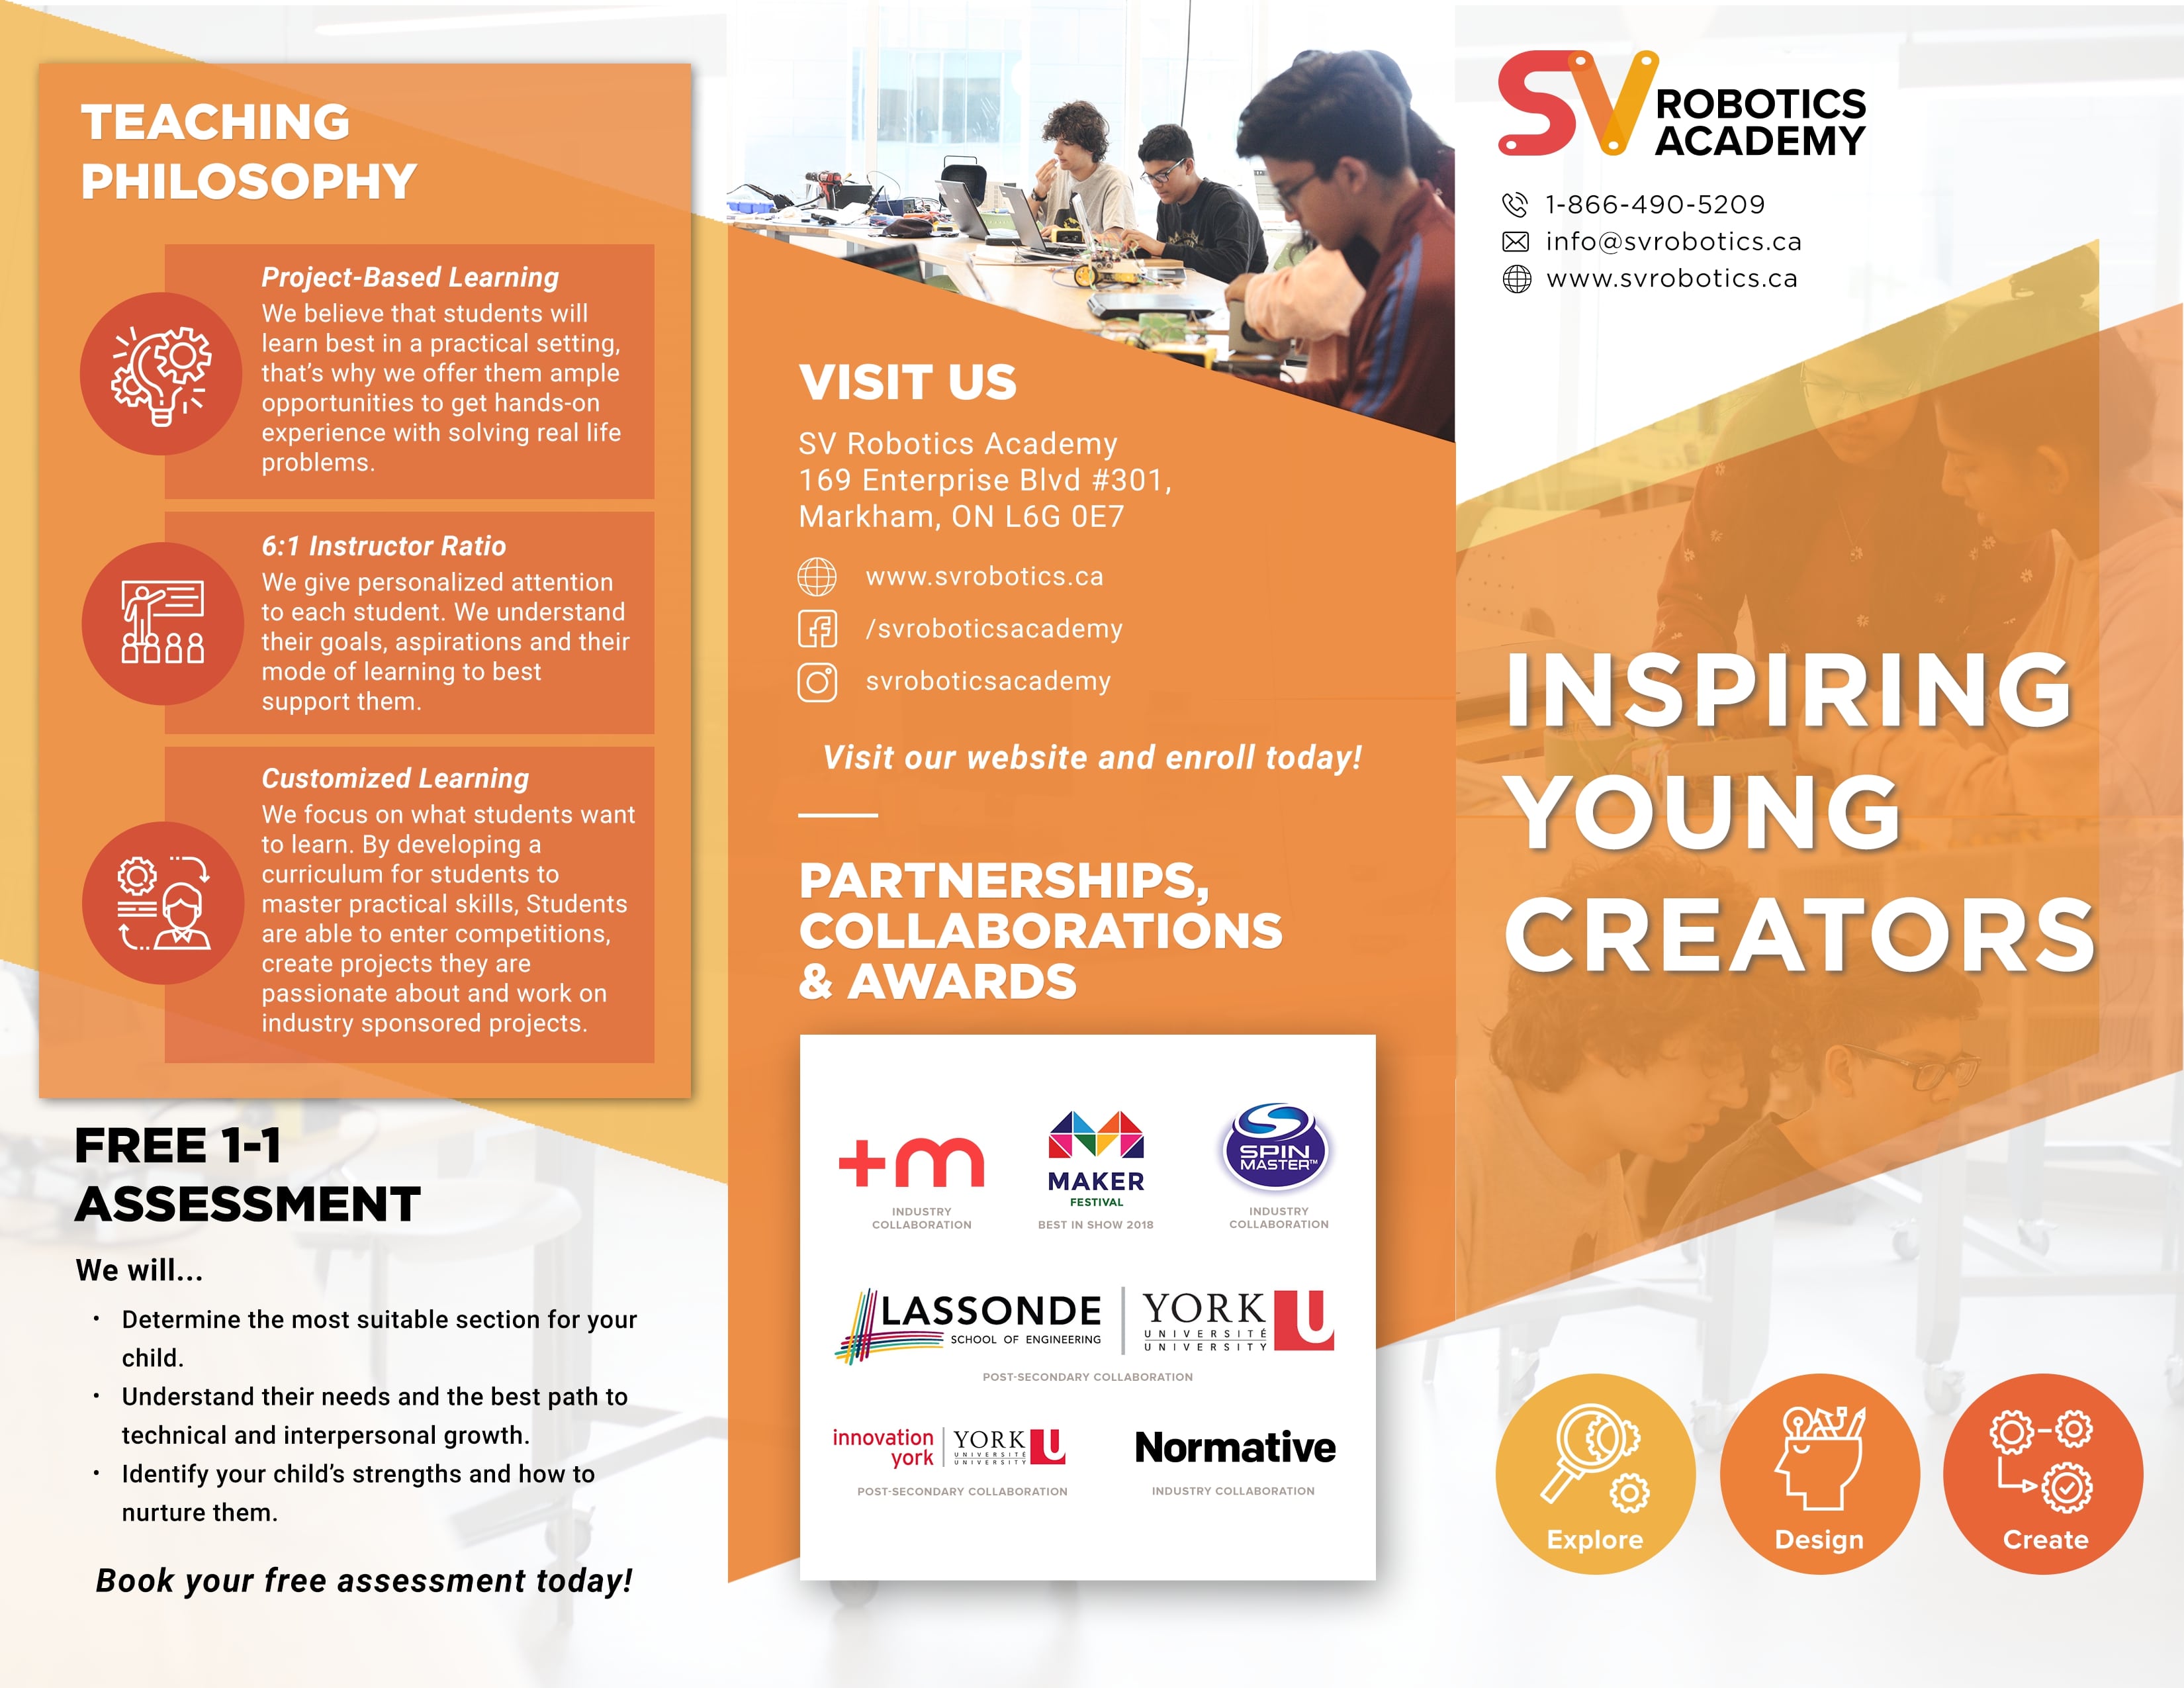 TEACHING
PHILOSOPHY
Project-Based Learning
We believe that students will
learn best in a practical setting,
that's why we offer them ample
opportunities to get hands-on
experience with solving real life
problems.
6:1 Instructor Ratio
We give personalized attention
to each student. We understand
their goals, aspirations and their
mode of learning to best
support them.
Customized Learning
We focus on what students want
to learn. By developing a
curriculum for students to
master practical skills, Students
are able to enter competitions,
create projects they are
passionate about and work on
industry sponsored projects.
FREE 1-1
ASSESSMENT
We will...
• Determine the most suitable section for your
child.
• Understand their needs and the best path to
technical and interpersonal growth.
• Identify your child's strengths and how to
nurture them.
Book your free assessment today!
VISIT US
SV Robotics Academy
169 Enterprise Blvd #301,
Markham, ON L6G 0E7
www.svrobotics.ca
/svroboticsacademy
svroboticsacademy
Visit our website and enroll today!
PARTNERSHIPS,
COLLABORATIONS
& AWARDS
+m
INDUSTRY
COLLABORATION
MAKER
FESTIVAL
BEST IN SHOW 2018
SPIN
MASTER™
INDUSTRY
COLLABORATION
LASSONDE
SCHOOL OF ENGINEERING
YORK U
UNIVERSITÉ
UNIVERSITY
POST-SECONDARY COLLABORATION
innovation
york
YORK U
UNIVERSITÉ
UNIVERSITY
POST-SECONDARY COLLABORATION
Normative
INDUSTRY COLLABORATION
SV ROBOTICS
ACADEMY
1-866-490-5209
info@svrobotics.ca
www.svrobotics.ca
INSPIRING
YOUNG
CREATORS
Explore
Design
Create